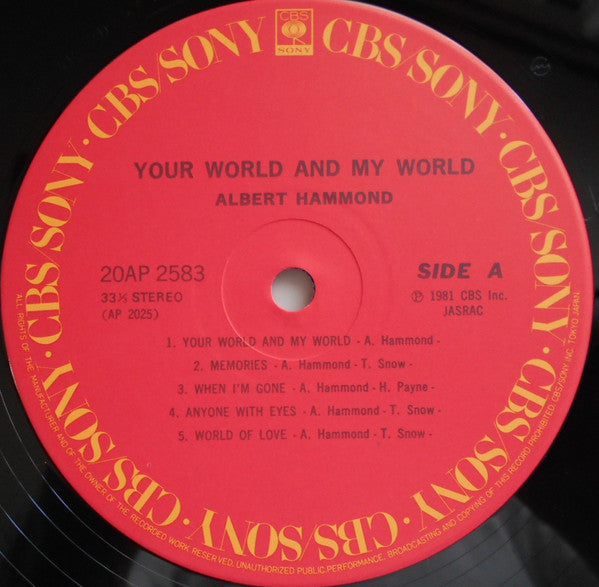 CBS
SONY
CBS/SONY · CBS/SONY · CBS/SONY · CBS/SONY · CBS/SONY · CBS/SONY · CBS/SONY · CBS/SONY
YOUR WORLD AND MY WORLD
ALBERT HAMMOND
20AP 2583
33⅓ STEREO
(AP 2025)
SIDE A
Ⓟ 1981 CBS Inc.
JASRAC
1. YOUR WORLD AND MY WORLD - A. Hammond -
2. MEMORIES - A. Hammond - T. Snow -
3. WHEN I'M GONE - A. Hammond - H. Payne -
4. ANYONE WITH EYES - A. Hammond - T. Snow -
5. WORLD OF LOVE - A. Hammond - T. Snow -
ALL RIGHTS OF THE MANUFACTURER AND OF THE OWNER OF THE RECORDED WORK RESERVED. UNAUTHORIZED PUBLIC PERFORMANCE, BROADCASTING AND COPYING OF THIS RECORD PROHIBITED. CBS/SONY INC. TOKYO JAPAN.